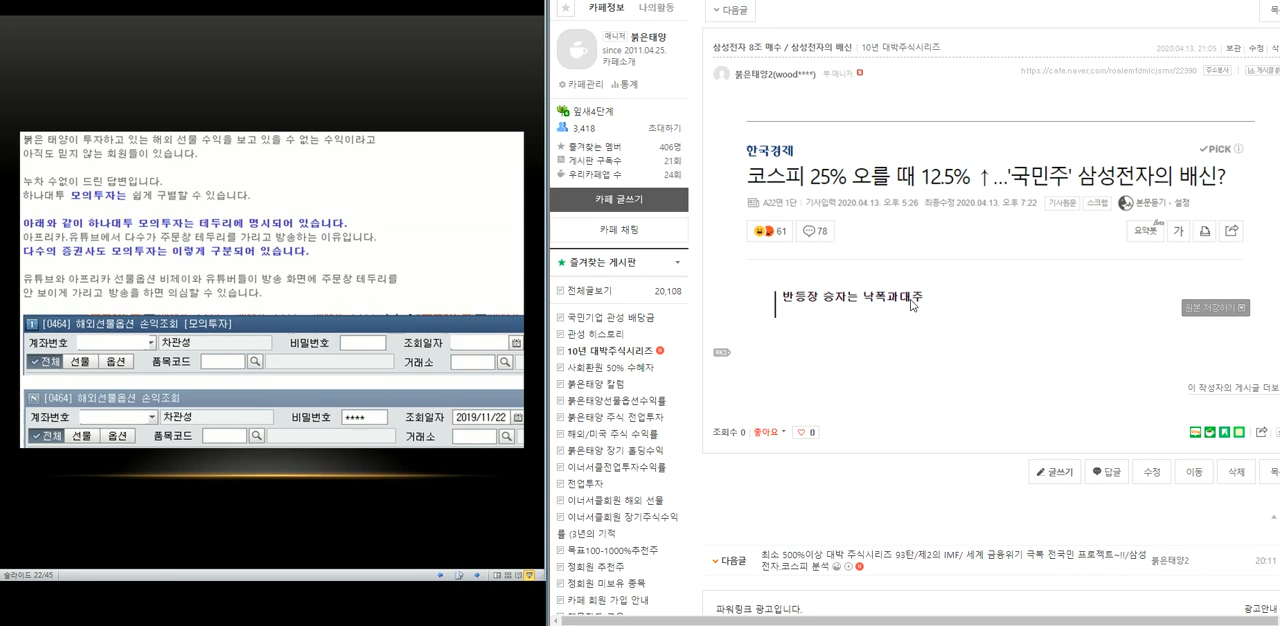 붉은 태양이 투자하고 있는 해외 선물 수익을 보고 있을 수 없는 수익이라고
아직도 믿지 않는 회원들이 있습니다.
누차 수없이 드린 답변입니다.
하나대투 모의투자는 쉽게 구별할 수 있습니다.
아래와 같이 하나대투 모의투자는 테두리에 명시되어 있습니다.
아프리카.유튜브에서 다수가 주문창 테두리를 가리고 방송하는 이유입니다.
다수의 증권사도 모의투자는 이렇게 구분되어 있습니다.
유튜브와 아프리카 선물옵션 비제이와 유튜버들이 방송 화면에 주문창 테두리를
안 보이게 가리고 방송을 하면 의심할 수 있습니다.
[0464] 해외선물옵션 손익조회 [모의투자]
계좌번호 차관성 비밀번호 조회일자
전체 선물 옵션 품목코드 거래소
[0464] 해외선물옵션 손익조회
계좌번호 차관성 비밀번호 **** 조회일자 2019/11/22
전체 선물 옵션 품목코드 거래소
슬라이드 22/45
카페정보 나의활동
매니저 붉은태양
since 2011.04.25.
카페소개
카페관리 통계
잎새4단계
3,418 초대하기
즐겨찾는 멤버 406명
게시판 구독수 21회
우리카페앱 수 24회
카페 글쓰기
카페 채팅
즐겨찾는 게시판
전체글보기 20,108
국민기업 관성 배당금
관성 히스토리
10년 대박주식시리즈
사회환원 50% 수혜자
붉은태양 칼럼
붉은태양선물옵션수익률
붉은태양 주식 전업투자
해외/미국 주식 수익률
붉은태양 장기 홀딩수익
이너서클전업투자수익률
전업투자
이너서클회원 해외 선물
이너서클회원 장기주식수익
률 (3년의 기적
목표100-1000%추천주
정회원 추천주
정회원 미보유 종목
카페 회원 가입 안내
다음글
삼성전자 8조 매수 / 삼성전자의 배신 | 10년 대박주식시리즈
2020.04.13. 21:05 | 보관 | 수정 |
붉은태양2(wood****) 부매니저
https://cafe.naver.com/roalemfdmlcjsrnr/22390 주소복사
한국경제
PiCK
코스피 25% 오를 때 12.5% ↑…'국민주' 삼성전자의 배신?
A22면 1단 기사입력 2020.04.13. 오후 5:26 최종수정 2020.04.13. 오후 7:22 기사원문 스크랩 본문듣기 · 설정
61 78
요약봇 beta 가
반등장 승자는 낙폭과대주
원본 저장하기
이 작성자의 게시글 더보
조회수 0 좋아요 0
글쓰기 답글 수정 이동 삭제
다음글 최소 500%이상 대박 주식시리즈 93탄/제2의 IMF/ 세계 금융위기 극복 전국민 프로젝트~!!/삼성
전자.코스피 분석 붉은태양2 20:11
파워링크 광고입니다. 광고안내